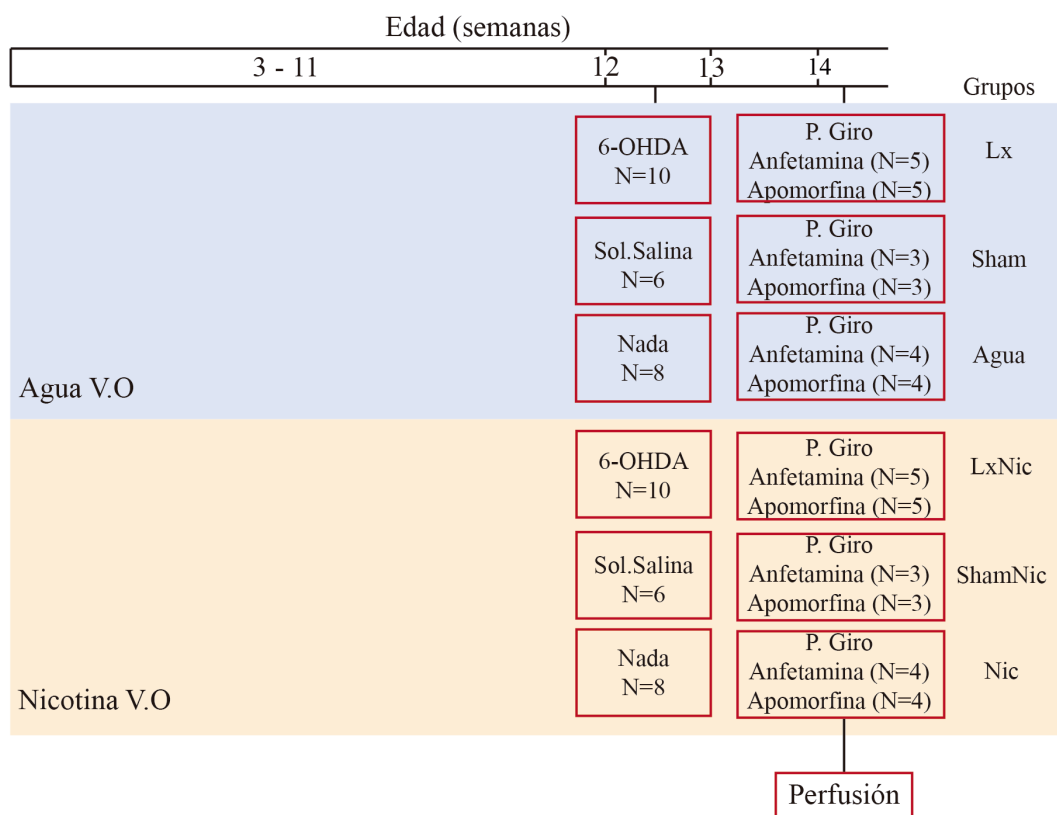 Edad (semanas)
3 - 11
12
13
14
Grupos
6-OHDA
N=10
P. Giro
Anfetamina (N=5)
Apomorfina (N=5)
Lx
Sol.Salina
N=6
P. Giro
Anfetamina (N=3)
Apomorfina (N=3)
Sham
Nada
N=8
P. Giro
Anfetamina (N=4)
Apomorfina (N=4)
Agua
Agua V.O
6-OHDA
N=10
P. Giro
Anfetamina (N=5)
Apomorfina (N=5)
LxNic
Sol.Salina
N=6
P. Giro
Anfetamina (N=3)
Apomorfina (N=3)
ShamNic
Nada
N=8
P. Giro
Anfetamina (N=4)
Apomorfina (N=4)
Nic
Nicotina V.O
Perfusión